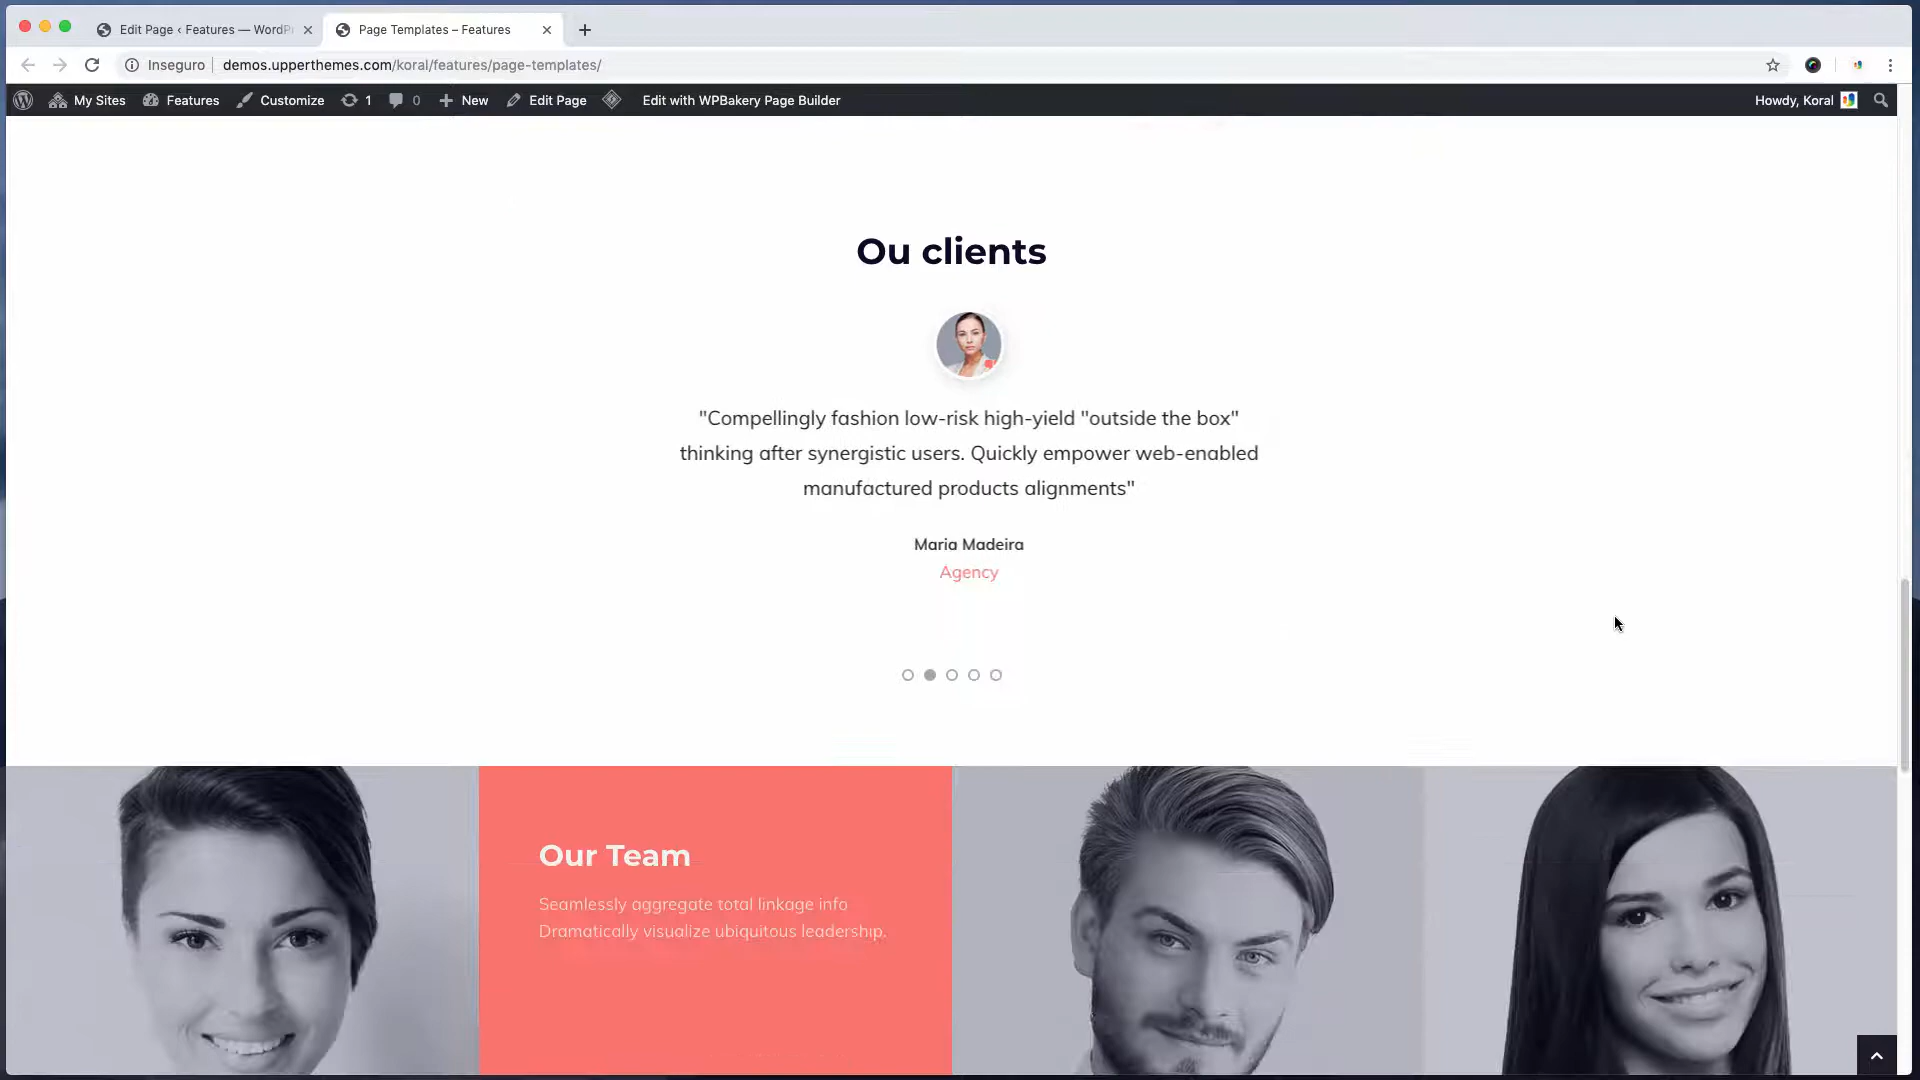 Edit Page ‹ Features — WordP
Page Templates – Features
Inseguro
demos.upperthemes.com/koral/features/page-templates/
My Sites
Features
Customize
1
0
New
Edit Page
Edit with WPBakery Page Builder
Howdy, Koral
Ou clients
"Compellingly fashion low-risk high-yield "outside the box"
thinking after synergistic users. Quickly empower web-enabled
manufactured products alignments"
Maria Madeira
Agency
Our Team
Seamlessly aggregate total linkage info
Dramatically visualize ubiquitous leadership.